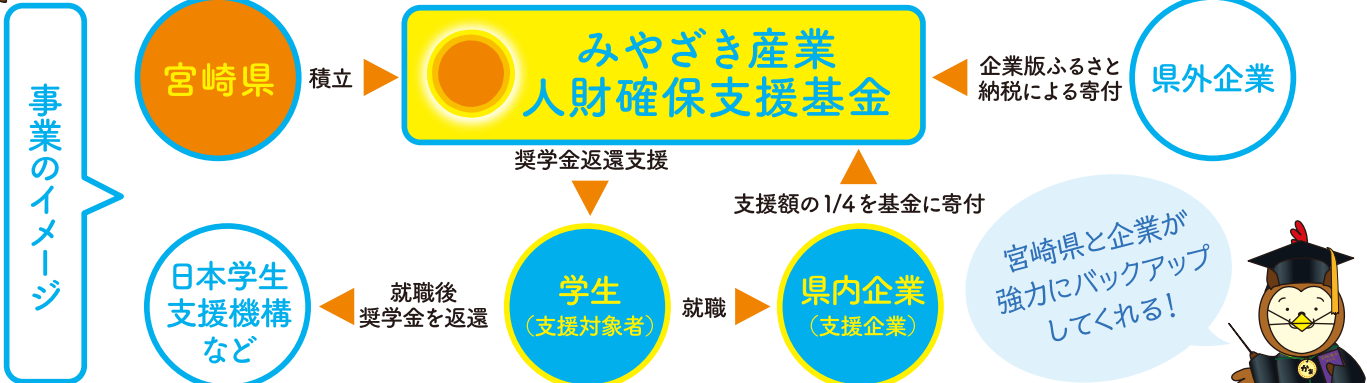 事業のイメージ
宮崎県
積立
みやざき産業
人財確保支援基金
企業版ふるさと
納税による寄付
県外企業
奨学金返還支援
支援額の1/4を基金に寄付
日本学生
支援機構
など
就職後
奨学金を返還
学生
（支援対象者）
就職
県内企業
（支援企業）
宮崎県と企業が
強力にバックアップ
してくれる！